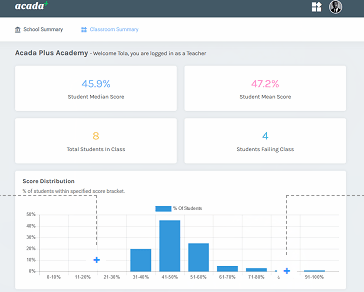 acada+
School Summary
Classroom Summary
Acada Plus Academy - Welcome Tola, you are logged in as a Teacher
45.9%
Student Median Score
47.2%
Student Mean Score
8
Total Students in Class
4
Students Failing Class
Score Distribution
% of students within specified score bracket.
% Of Students
50%
40%
30%
20%
10%
0%
0-10% 11-20% 21-30% 31-40% 41-50% 51-60% 61-70% 71-80% 91-100%